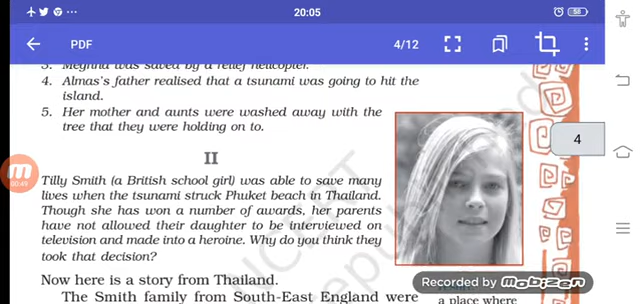 20:05
58
PDF
4/12
3. Meghna was saved by a relief helicopter.
4. Almas's father realised that a tsunami was going to hit the
island.
5. Her mother and aunts were washed away with the
tree that they were holding on to.
4
00:49
II
Tilly Smith (a British school girl) was able to save many
lives when the tsunami struck Phuket beach in Thailand.
Though she has won a number of awards, her parents
have not allowed their daughter to be interviewed on
television and made into a heroine. Why do you think they
took that decision?
Now here is a story from Thailand.
The Smith family from South-East England were
Recorded by mobizen
a place where
NCERT
republished